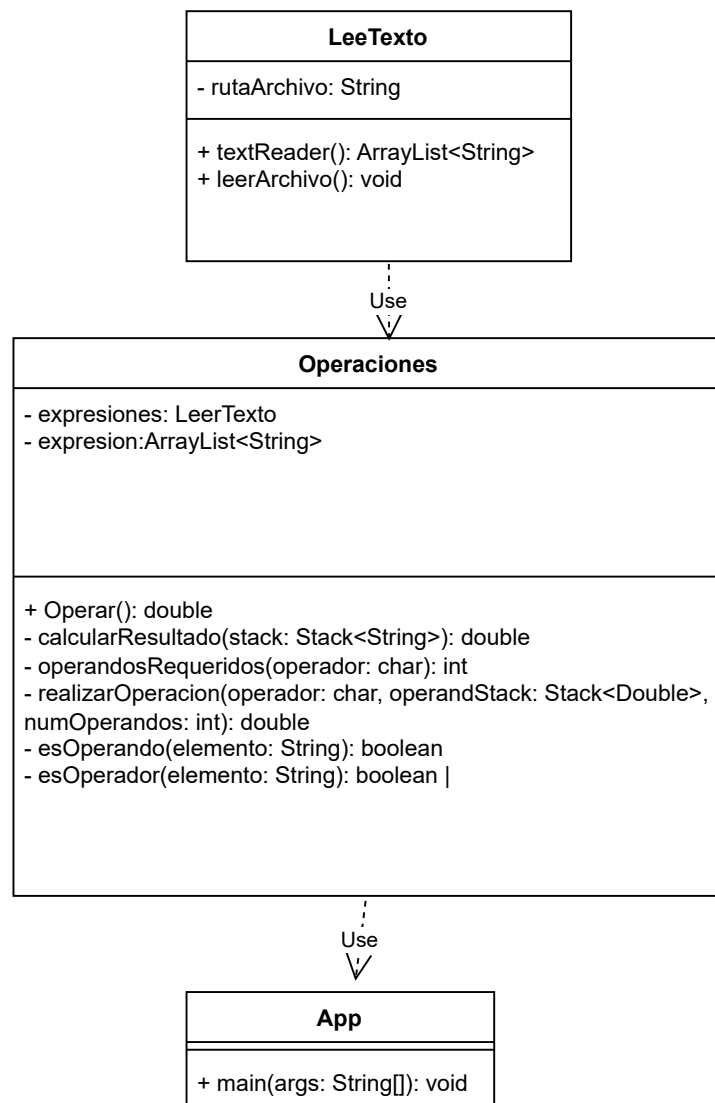 LeeTexto
- rutaArchivo: String
+ textReader(): ArrayList<String>
+ leerArchivo(): void
Use
Operaciones
- expresiones: LeerTexto
- expresion:ArrayList<String>
+ Operar(): double
- calcularResultado(stack: Stack<String>): double
- operandosRequeridos(operador: char): int
- realizarOperacion(operador: char, operandStack: Stack<Double>,
numOperandos: int): double
- esOperando(elemento: String): boolean
- esOperador(elemento: String): boolean |
Use
App
+ main(args: String[]): void